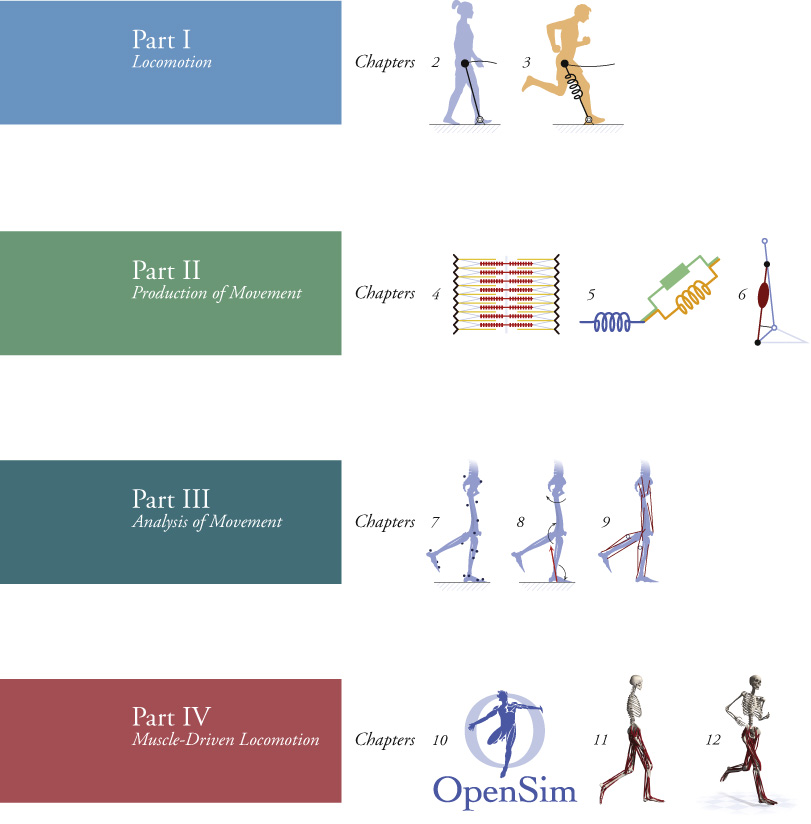 Part I
Locomotion
Chapters 2 3
Part II
Production of Movement
Chapters 4 5 6
Part III
Analysis of Movement
Chapters 7 8 9
Part IV
Muscle-Driven Locomotion
Chapters 10 11 12
OpenSim